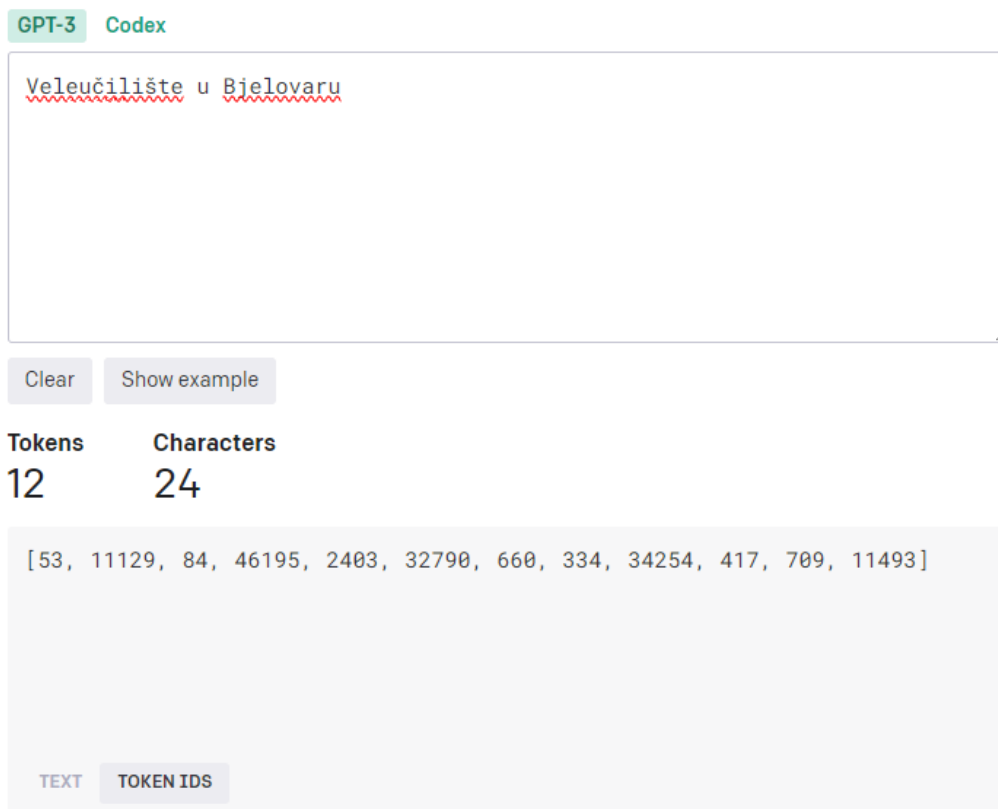 GPT-3 Codex
Veleučilište u Bjelovaru
Clear Show example
Tokens Characters
12 24
[53, 11129, 84, 46195, 2403, 32790, 660, 334, 34254, 417, 709, 11493]
TEXT TOKEN IDS